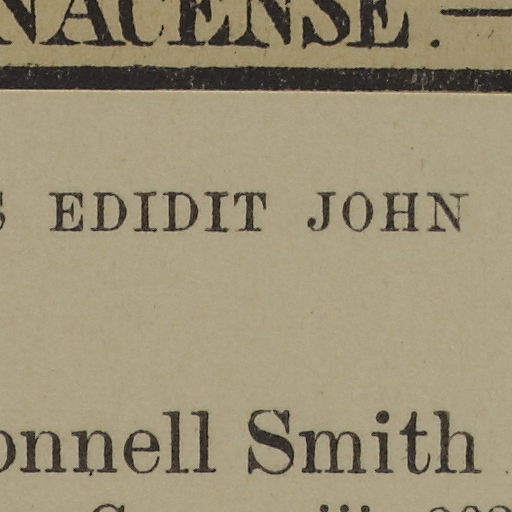 NACENSE.—
S EDIDIT JOHN
onnell Smith